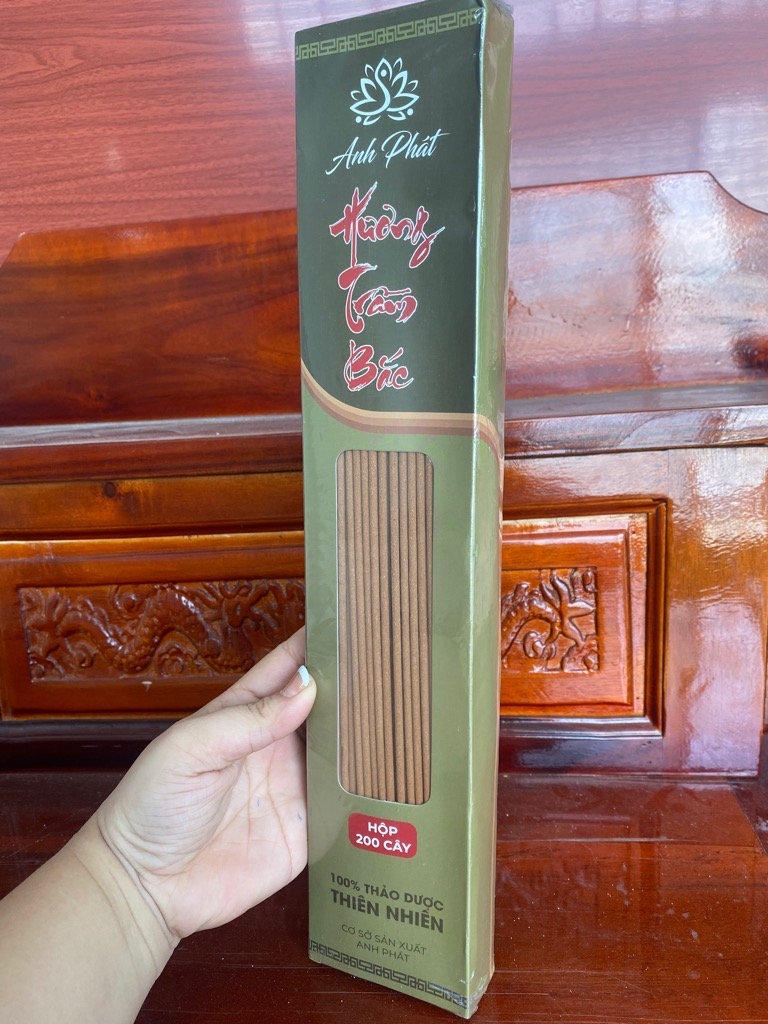 Anh Phát
Hương
Trầm
Bắc
HỘP
200 CÂY
100% THẢO DƯỢC
THIÊN NHIÊN
CƠ SỞ SẢN XUẤT
ANH PHÁT